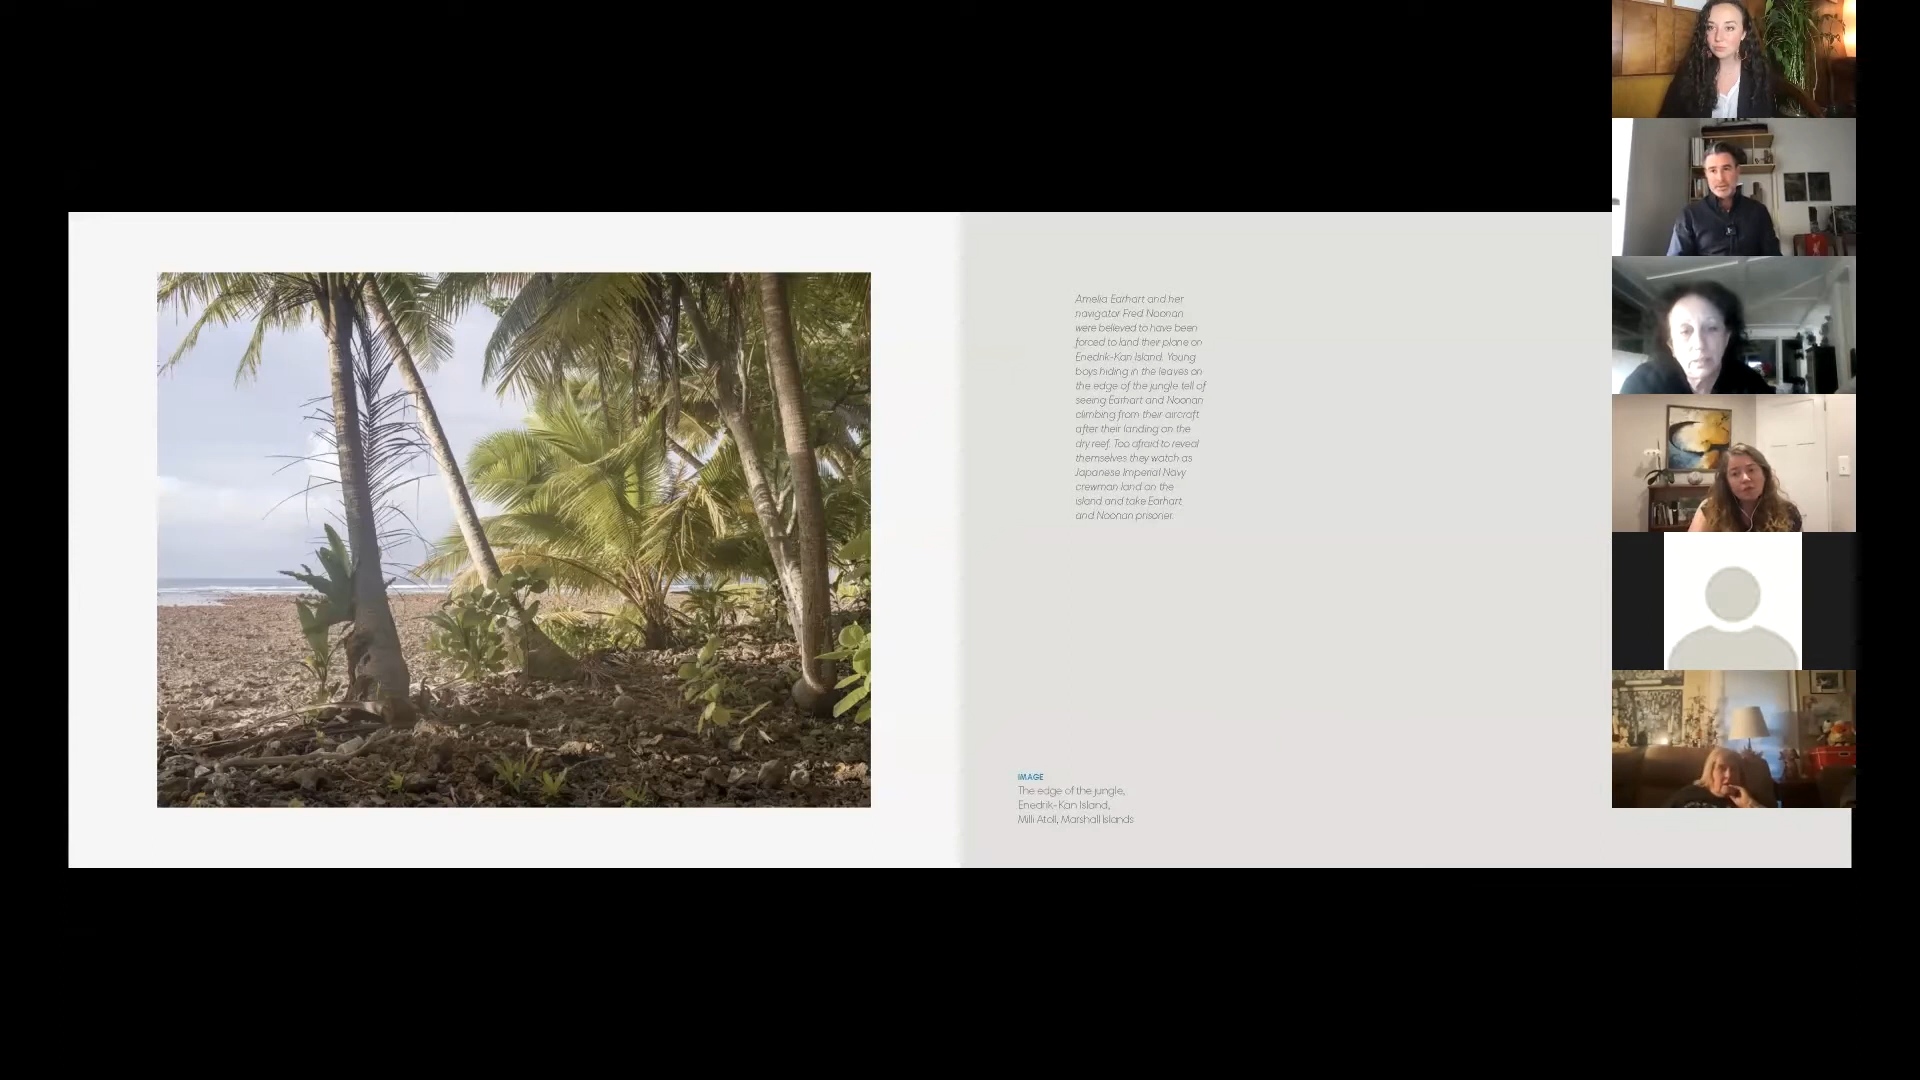 Amelia Earhart and her
navigator Fred Noonan
were believed to have been
forced to land their plane on
Enedrik-Kan Island. Young
boys hiding in the leaves on
the edge of the jungle tell of
seeing Earhart and Noonan
climbing from their aircraft
after their landing on the
dry reef. Too afraid to reveal
themselves they watch as
Japanese Imperial Navy
crewman land on the
island and take Earhart
and Noonan prisoner.
IMAGE
The edge of the jungle,
Enedrik-Kan Island,
Milli Atoll, Marshall Islands